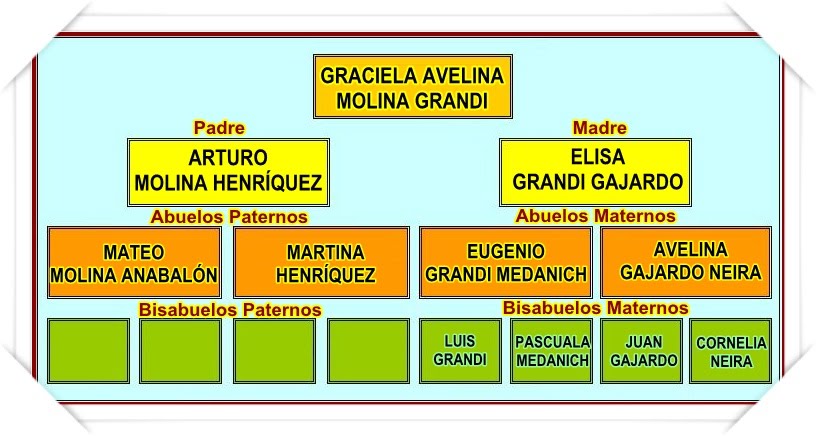 GRACIELA AVELINA
MOLINA GRANDI
Padre
Madre
ARTURO
MOLINA HENRÍQUEZ
ELISA
GRANDI GAJARDO
Abuelos Paternos
Abuelos Maternos
MATEO
MOLINA ANABALÓN
MARTINA
HENRÍQUEZ
EUGENIO
GRANDI MEDANICH
AVELINA
GAJARDO NEIRA
Bisabuelos Paternos
Bisabuelos Maternos
LUIS
GRANDI
PASCUALA
MEDANICH
JUAN
GAJARDO
CORNELIA
NEIRA